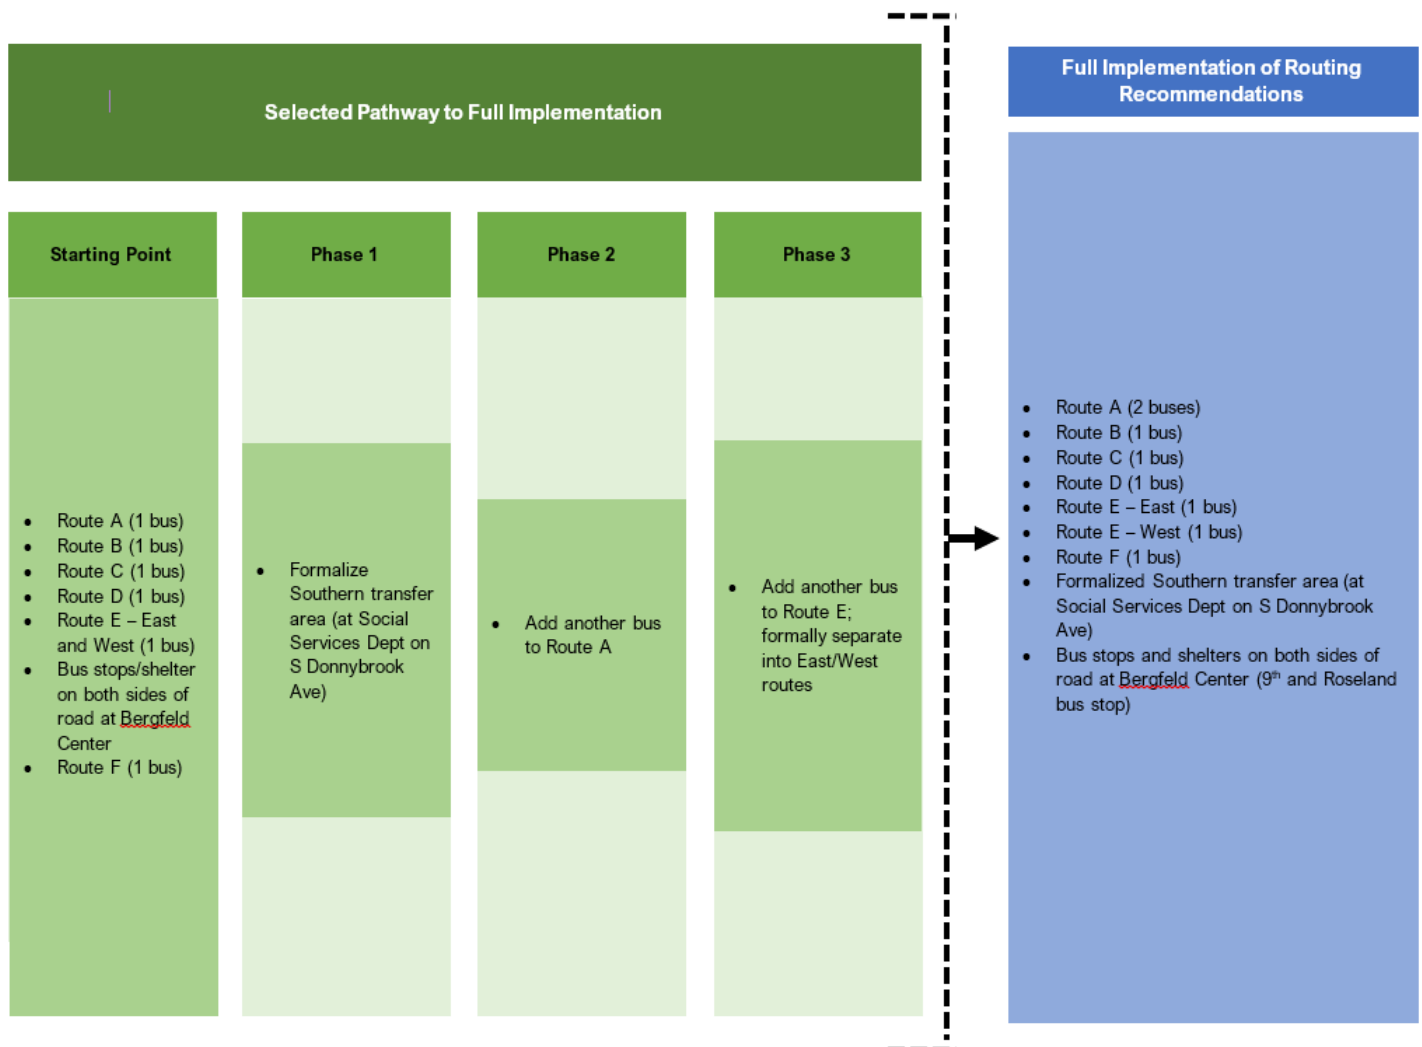 Selected Pathway to Full Implementation
Starting Point
• Route A (1 bus)
• Route B (1 bus)
• Route C (1 bus)
• Route D (1 bus)
• Route E – East
and West (1 bus)
• Bus stops/shelter
on both sides of
road at Bergfeld
Center
• Route F (1 bus)
Phase 1
• Formalize
Southern transfer
area (at Social
Services Dept on
S Donnybrook
Ave)
Phase 2
• Add another bus
to Route A
Phase 3
• Add another bus
to Route E;
formally separate
into East/West
routes
Full Implementation of Routing
Recommendations
• Route A (2 buses)
• Route B (1 bus)
• Route C (1 bus)
• Route D (1 bus)
• Route E – East (1 bus)
• Route E – West (1 bus)
• Route F (1 bus)
• Formalized Southern transfer area (at
Social Services Dept on S Donnybrook
Ave)
• Bus stops and shelters on both sides of
road at Bergfeld Center (9th and Roseland
bus stop)